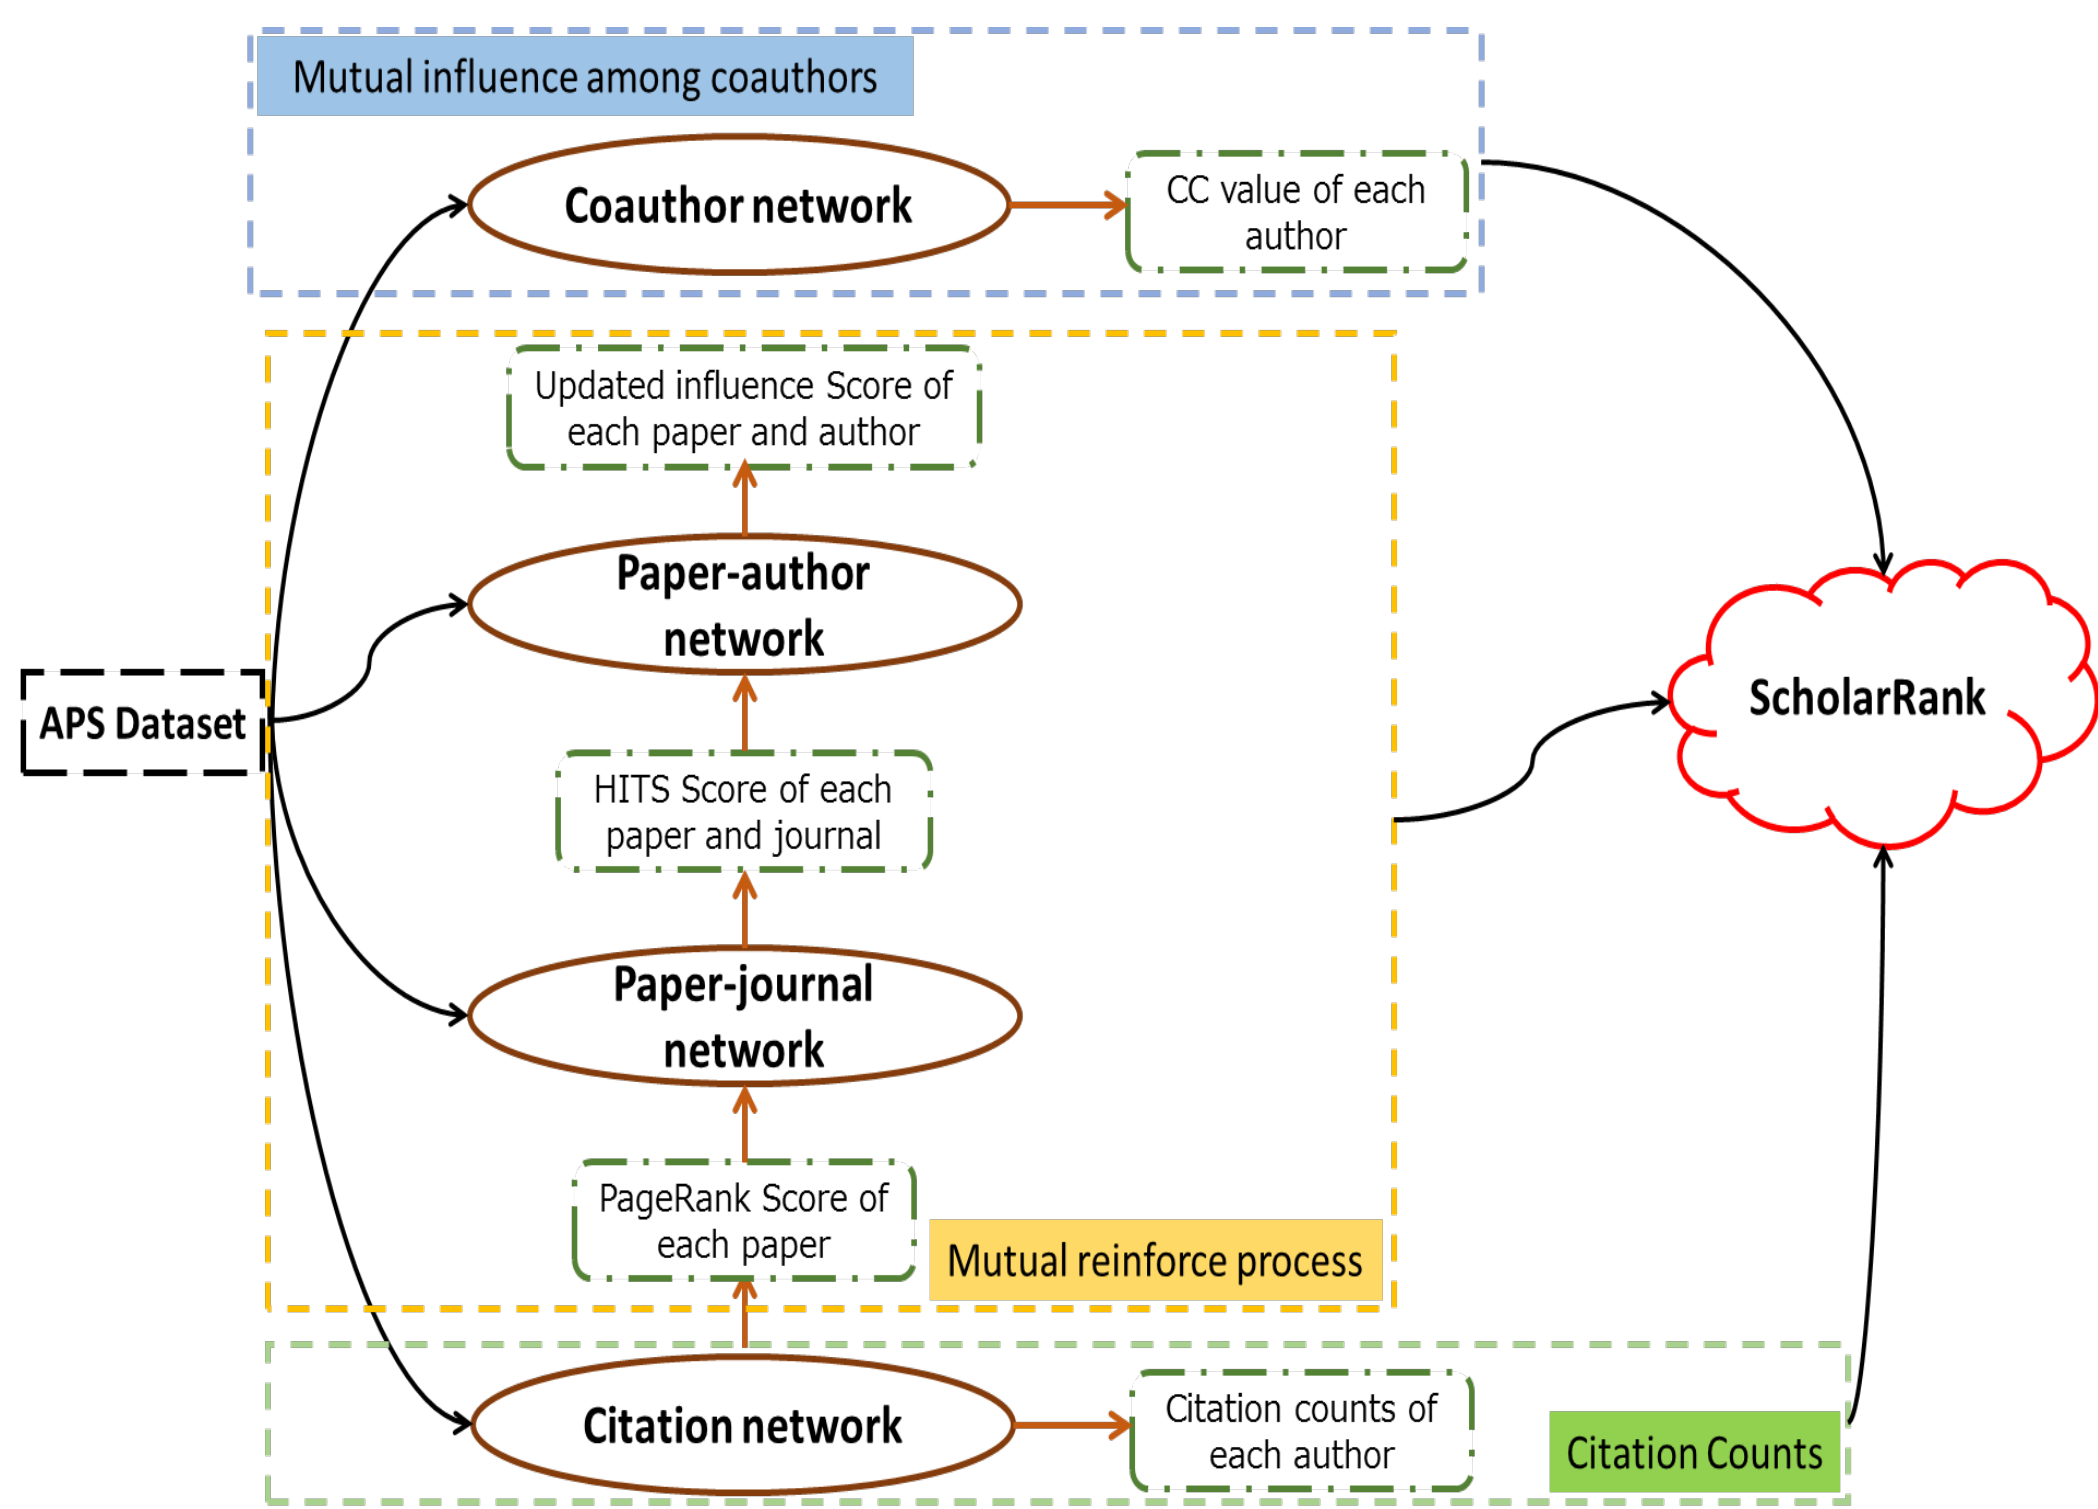 Mutual influence among coauthors
Coauthor network
CC value of each
author
Updated influence Score of
each paper and author
Paper-author
network
APS Dataset
ScholarRank
HITS Score of each
paper and journal
Paper-journal
network
PageRank Score of
each paper
Mutual reinforce process
Citation network
Citation counts of
each author
Citation Counts